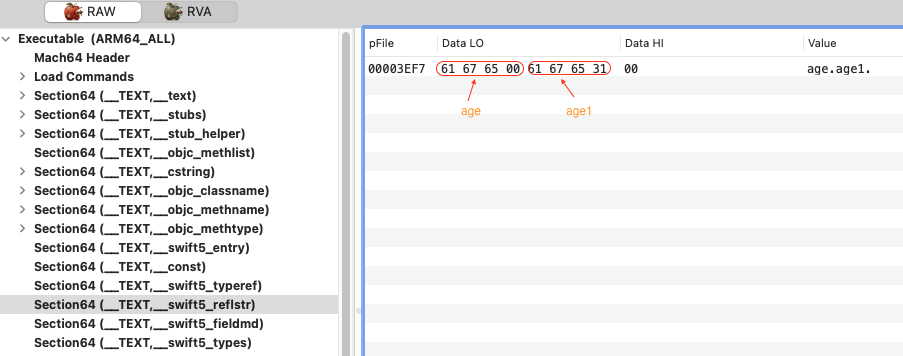 RAW RVA
Executable (ARM64_ALL)
Mach64 Header
Load Commands
Section64 (__TEXT,__text)
Section64 (__TEXT,__stubs)
Section64 (__TEXT,__stub_helper)
Section64 (__TEXT,__objc_methlist)
Section64 (__TEXT,__cstring)
Section64 (__TEXT,__objc_classname)
Section64 (__TEXT,__objc_methname)
Section64 (__TEXT,__objc_methtype)
Section64 (__TEXT,__swift5_entry)
Section64 (__TEXT,__const)
Section64 (__TEXT,__swift5_typeref)
Section64 (__TEXT,__swift5_reflstr)
Section64 (__TEXT,__swift5_fieldmd)
Section64 (__TEXT,__swift5_types)
pFile Data LO Data HI Value
00003EF7 61 67 65 00 61 67 65 31 00 age.age1.
age age1